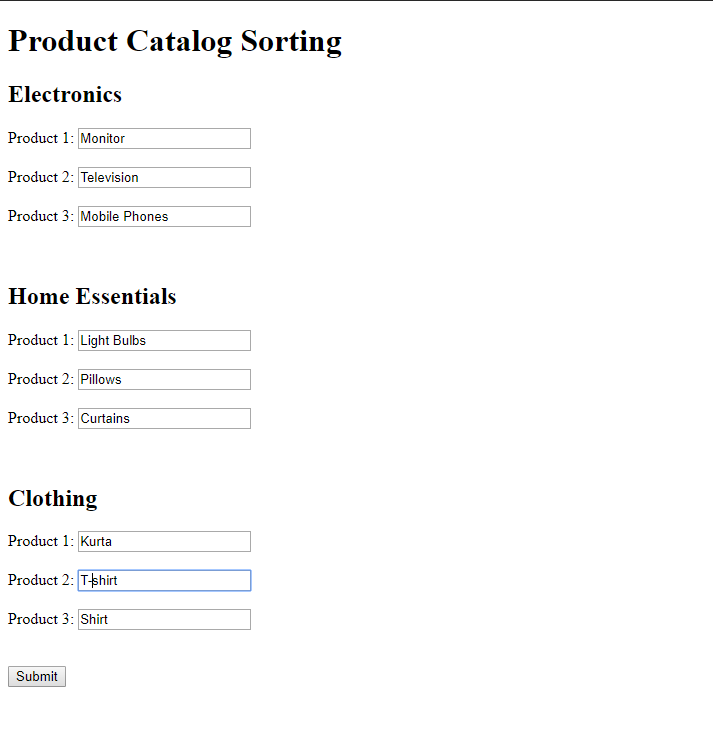 Product Catalog Sorting
Electronics
Product 1: Monitor
Product 2: Television
Product 3: Mobile Phones
Home Essentials
Product 1: Light Bulbs
Product 2: Pillows
Product 3: Curtains
Clothing
Product 1: Kurta
Product 2: T-shirt
Product 3: Shirt
Submit